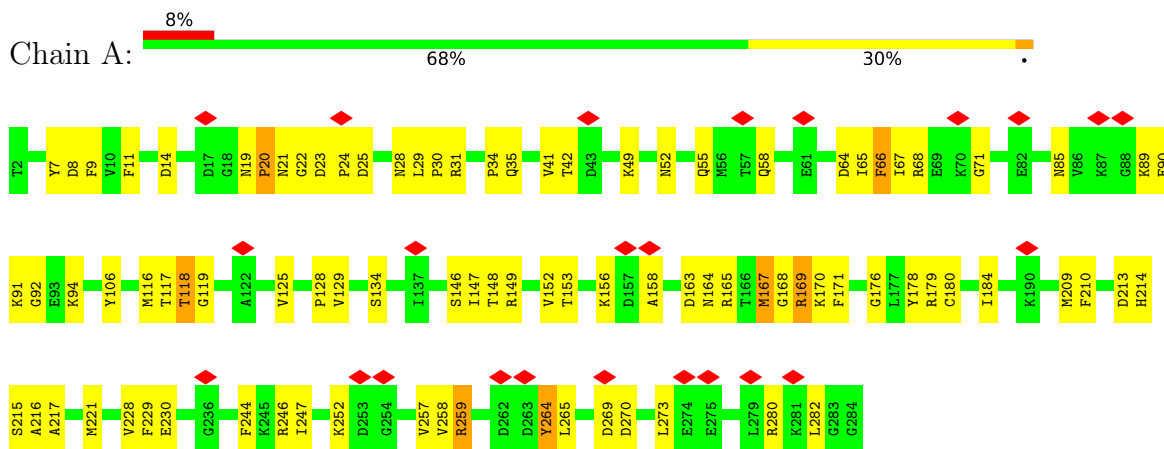 8%
Chain A:
68% 30% •
T2 Y7 D8 F9 V10 F11 D14 D17 G18 N19 P20 N21 G22 D23 P24 D25 N28 L29 P30 R31 P34 Q35 V41 T42 D43 K49 N52 Q55 M56 T57 Q58 E61 D64 I65 F66 I67 R68 E69 K70 G71 E82 N85 V86 K87 G88 K89 F90
K91 G92 E93 K94 Y106 M116 T117 T118 G119 A122 V125 P128 V129 S134 I137 S146 I147 T148 R149 V152 T153 K156 D157 A158 D163 N164 R165 T166 M167 G168 R169 K170 F171 G176 L177 Y178 R179 C180 I184 K190 M209 F210 D213 H214
S215 A216 A217 M221 V228 F229 E230 G236 F244 K245 R246 I247 K252 D253 G254 V257 V258 R259 D262 D263 Y264 L265 D269 D270 L273 E274 E275 L279 R280 K281 L282 G283 G284